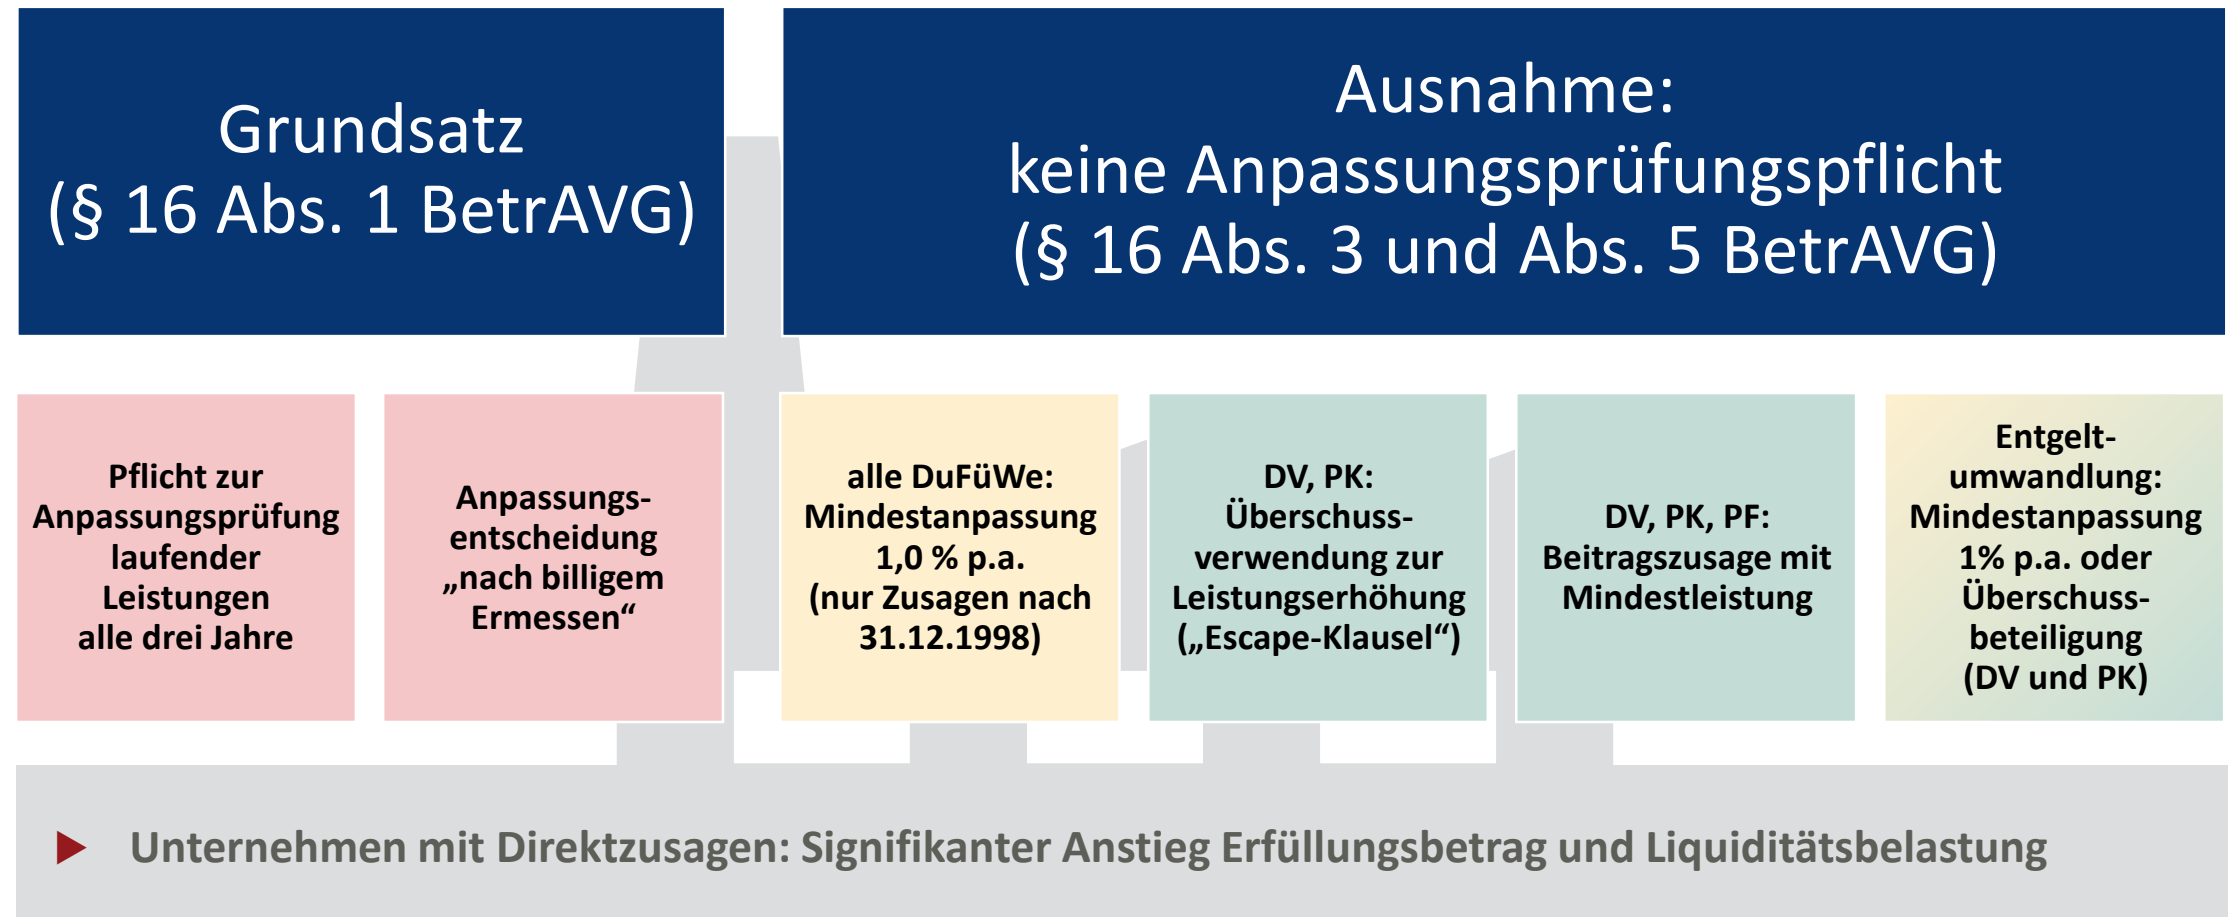 Grundsatz
(§ 16 Abs. 1 BetrAVG)
Ausnahme:
keine Anpassungsprüfungspflicht
(§ 16 Abs. 3 und Abs. 5 BetrAVG)
Pflicht zur
Anpassungsprüfung
laufender
Leistungen
alle drei Jahre
Anpassungs-
entscheidung
„nach billigem
Ermessen“
alle DuFüWe:
Mindestanpassung
1,0 % p.a.
(nur Zusagen nach
31.12.1998)
DV, PK:
Überschuss-
verwendung zur
Leistungserhöhung
(„Escape-Klausel“)
DV, PK, PF:
Beitragszusage mit
Mindestleistung
Entgelt-
umwandlung:
Mindestanpassung
1% p.a. oder
Überschuss-
beteiligung
(DV und PK)
Unternehmen mit Direktzusagen: Signifikanter Anstieg Erfüllungsbetrag und Liquiditätsbelastung